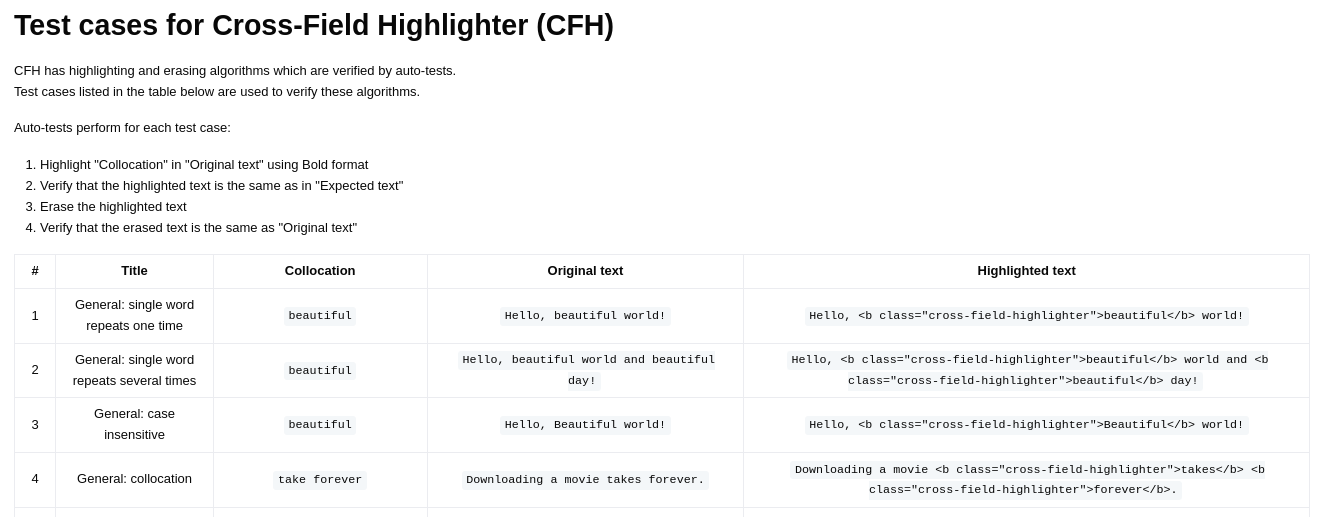 Test cases for Cross-Field Highlighter (CFH)
CFH has highlighting and erasing algorithms which are verified by auto-tests.
Test cases listed in the table below are used to verify these algorithms.
Auto-tests perform for each test case:
1. Highlight "Collocation" in "Original text" using Bold format
2. Verify that the highlighted text is the same as in "Expected text"
3. Erase the highlighted text
4. Verify that the erased text is the same as "Original text"
# Title Collocation Original text Highlighted text
General: single word
1 beautiful Hello, beautiful world! Hello, <b class="cross-field-highlighter">beautiful</b> world!
repeats one time
General: single word Hello, beautiful world and beautiful Hello, <b class="cross-field-highlighter">beautiful</b> world and <b
2 beautiful
repeats several times day! class="cross-field-highlighter">beautiful</b> day!
General: case
3 beautiful Hello, Beautiful world! Hello, <b class="cross-field-highlighter">Beautiful</b> world!
insensitive
Downloading a movie <b class="cross-field-highlighter">takes</b> <b
4 General: collocation take forever Downloading a movie takes forever.
class="cross-field-highlighter">forever</b>.